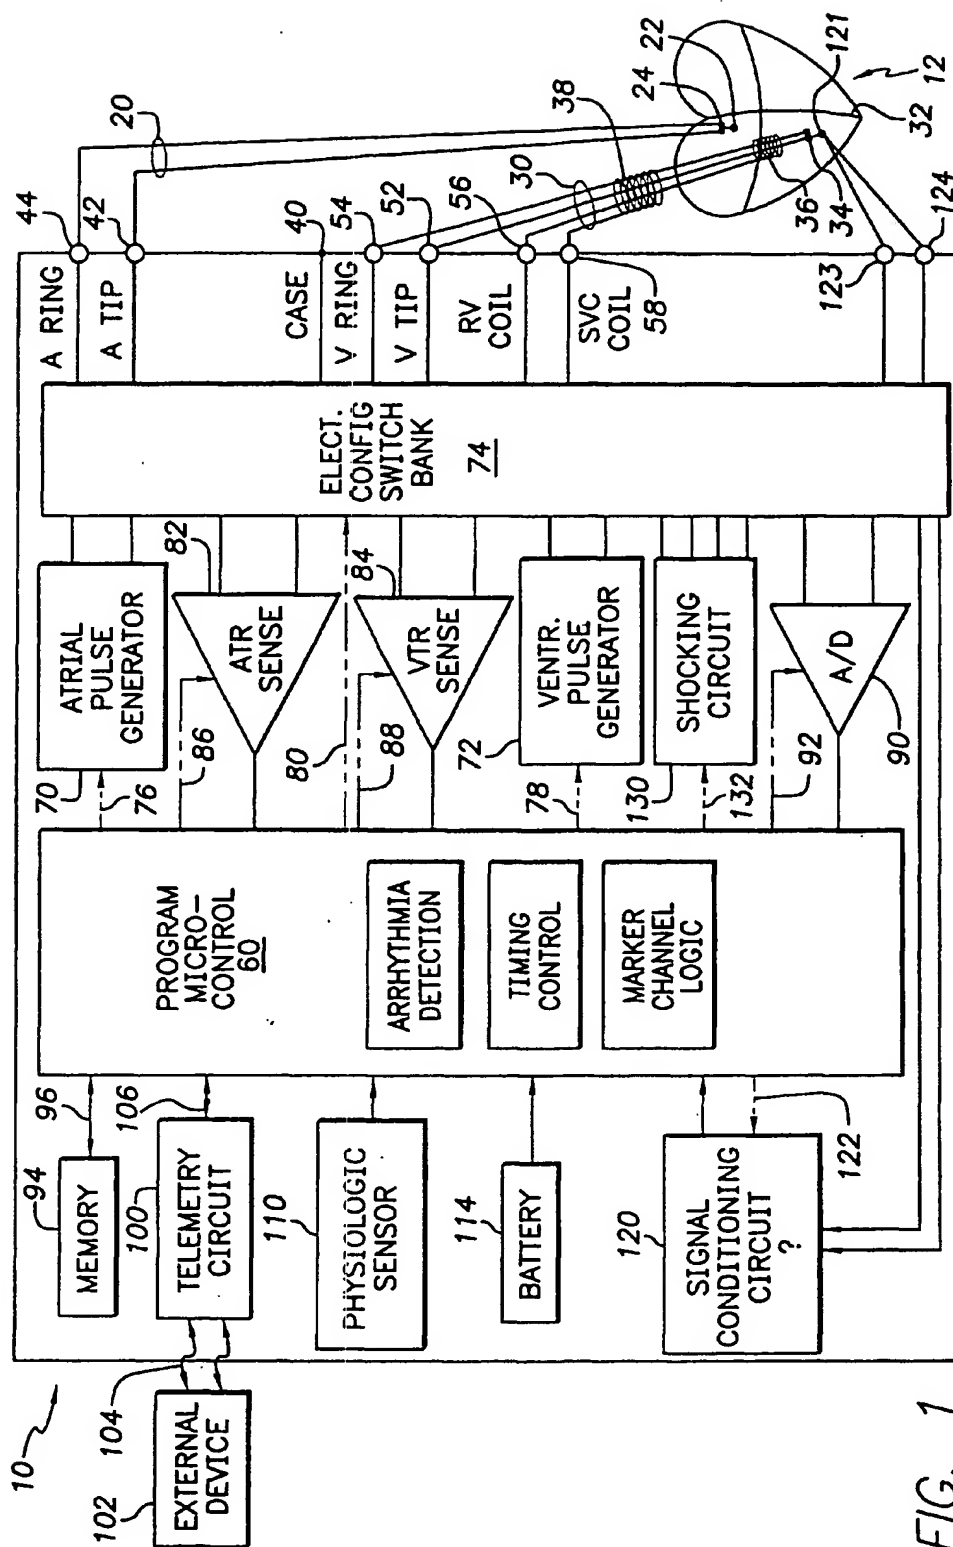 10
102
EXTERNAL
DEVICE
104
94
MEMORY
96
100
TELEMETRY
CIRCUIT
106
110
PHYSIOLOGIC
SENSOR
114
BATTERY
120
SIGNAL
CONDITIONING
CIRCUIT
?
122
PROGRAM
MICRO-
CONTROL
60
ARRHYTHMIA
DETECTION
TIMING
CONTROL
MARKER
CHANNEL
LOGIC
70
76
ATRIAL
PULSE
GENERATOR
86
ATR
SENSE
82
80
88
VTR
SENSE
84
72
78
VENTR.
PULSE
GENERATOR
130
132
SHOCKING
CIRCUIT
92
A/D
90
ELECT.
CONFIG
SWITCH
BANK
74
A RING
44
A TIP
42
CASE
40
V RING
54
V TIP
52
RV
COIL
56
SVC
COIL
58
123
124
20
30
38
24
22
36
34
121
12
32
FIG. 1